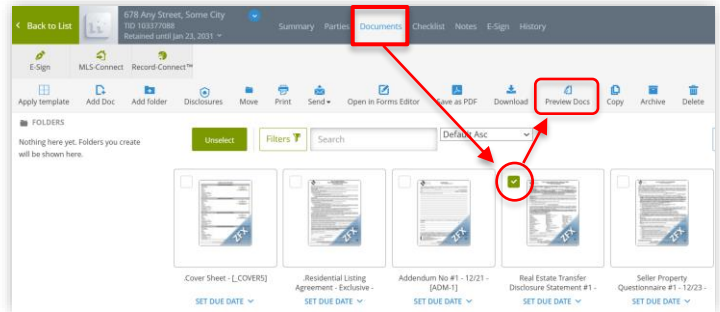 Back to List
678 Any Street, Some City
TID 103377088
Retained until Jan 23, 2031
Summary Parties Documents Checklist Notes E-Sign History
E-Sign MLS-Connect Record-Connect™
Apply template Add Doc Add folder Disclosures Move Print Send Open in Forms Editor Save as PDF Download Preview Docs Copy Archive Delete
FOLDERS
Nothing here yet. Folders you create
will be shown here.
Unselect Filters Search Default Asc
ZFX ZFX ZFX ZFX ZFX
.Cover Sheet - [_COVERS]
.Residential Listing
Agreement - Exclusive -
Addendum No #1 - 12/21 -
[ADM-1]
Real Estate Transfer
Disclosure Statement #1 -
Seller Property
Questionnaire #1 - 12/23 -
SET DUE DATE SET DUE DATE SET DUE DATE SET DUE DATE SET DUE DATE